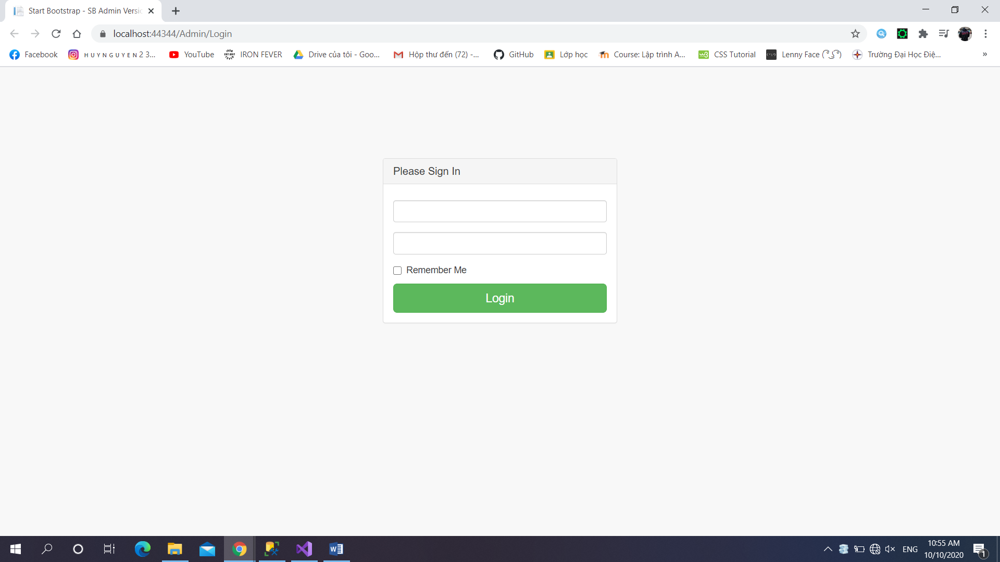 Start Bootstrap - SB Admin Versio
localhost:44344/Admin/Login
Facebook H U Y N G U Y E N 2 3... YouTube IRON FEVER Drive của tôi - Goo... Hộp thư đến (72) -... GitHub Lớp học Course: Lập trình A... CSS Tutorial Lenny Face ( ͡° ͜ʖ ͡°) Trường Đại Học Điệ... »
Please Sign In
Remember Me
Login
ENG
10:55 AM
10/10/2020
1